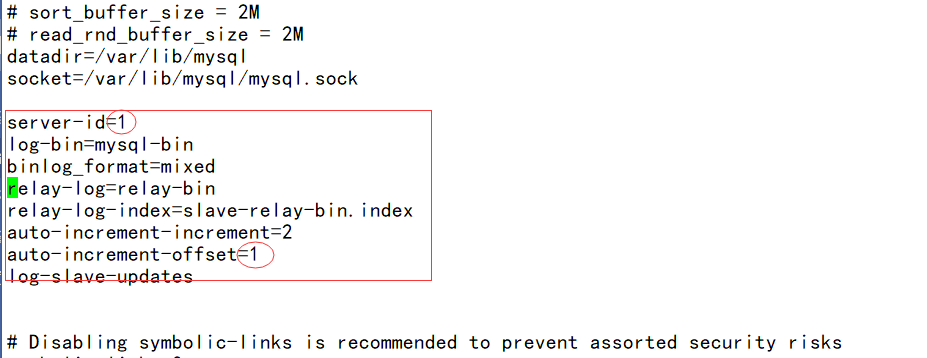 # sort_buffer_size = 2M
# read_rnd_buffer_size = 2M
datadir=/var/lib/mysql
socket=/var/lib/mysql/mysql.sock
server-id=1
log-bin=mysql-bin
binlog_format=mixed
relay-log=relay-bin
relay-log-index=slave-relay-bin.index
auto-increment-increment=2
auto-increment-offset=1
log-slave-updates
# Disabling symbolic-links is recommended to prevent assorted security risks